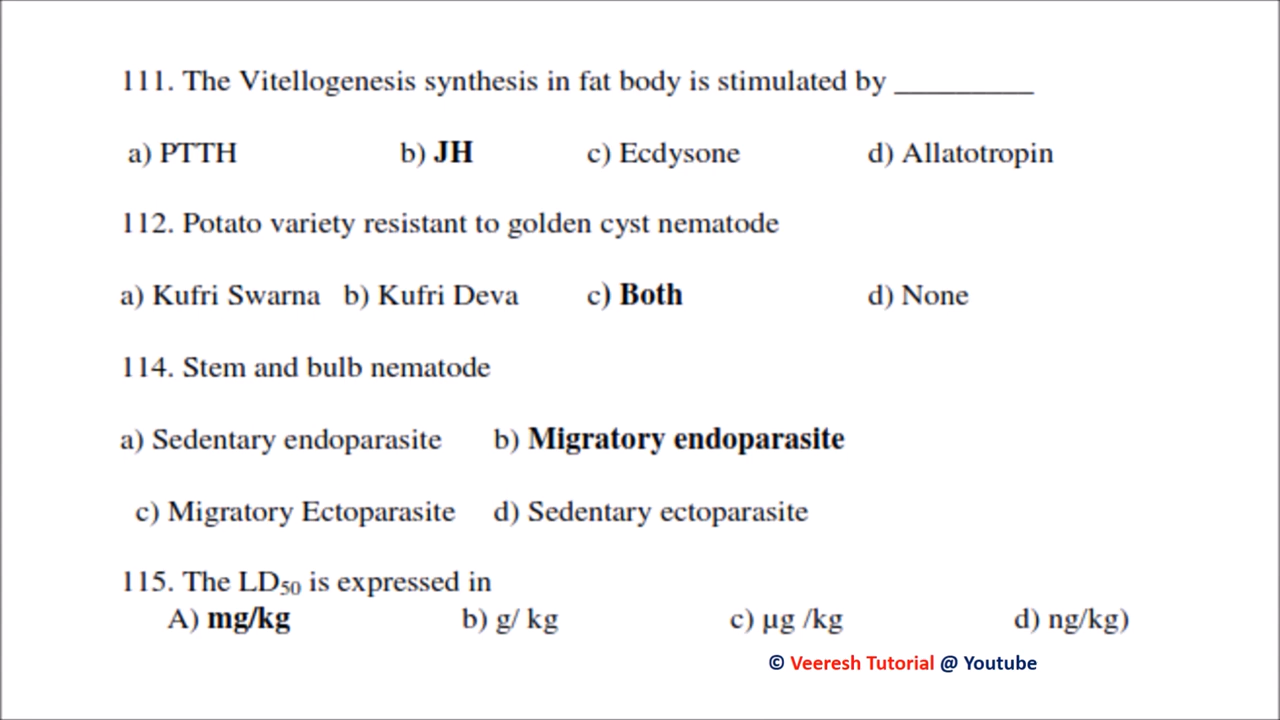 111. The Vitellogenesis synthesis in fat body is stimulated by _________
a) PTTH b) JH c) Ecdysone d) Allatotropin
112. Potato variety resistant to golden cyst nematode
a) Kufri Swarna b) Kufri Deva c) Both d) None
114. Stem and bulb nematode
a) Sedentary endoparasite b) Migratory endoparasite
c) Migratory Ectoparasite d) Sedentary ectoparasite
115. The LD50 is expressed in
A) mg/kg b) g/ kg c) µg /kg d) ng/kg)
© Veeresh Tutorial @ Youtube